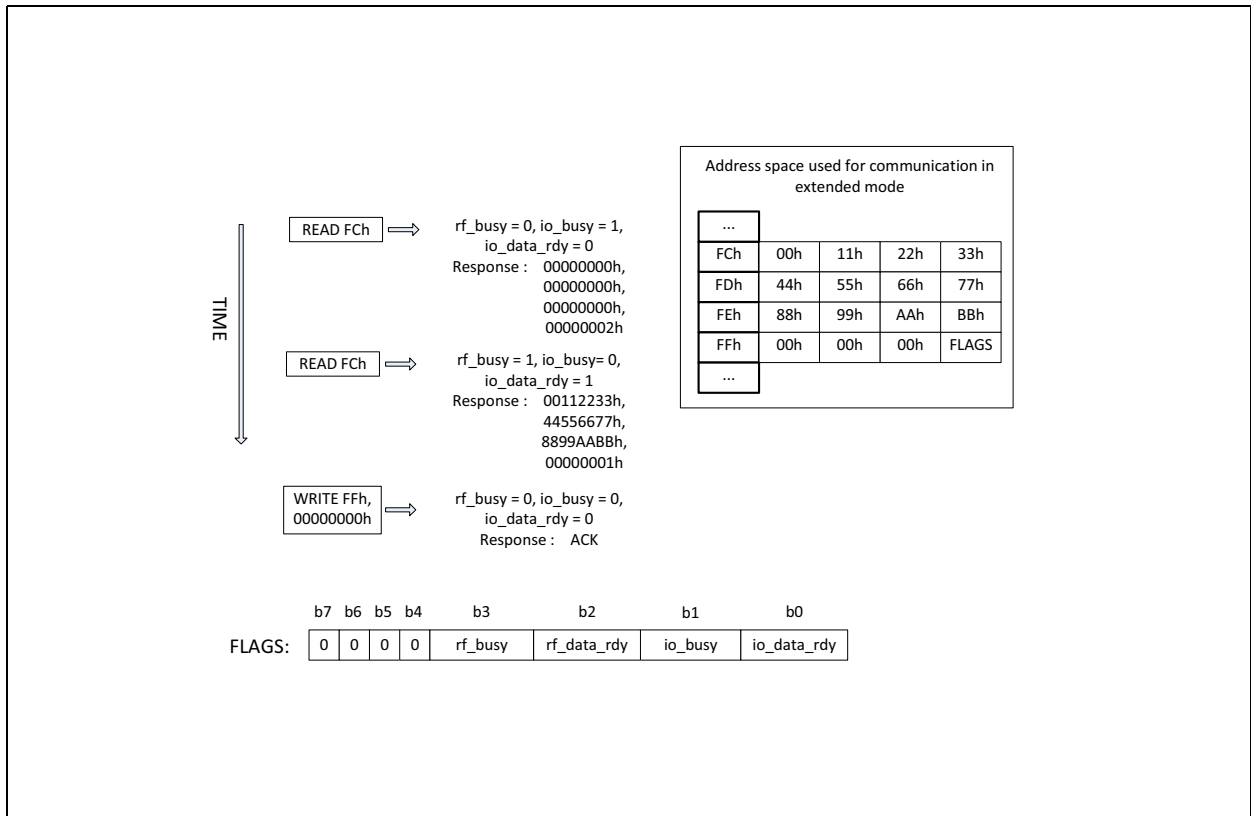 Address space used for communication in
extended mode
...
FCh 00h 11h 22h 33h
FDh 44h 55h 66h 77h
FEh 88h 99h AAh BBh
FFh 00h 00h 00h FLAGS
...
TIME
READ FCh
rf_busy = 0, io_busy = 1,
io_data_rdy = 0
Response : 00000000h,
00000000h,
00000000h,
00000002h
READ FCh
rf_busy = 1, io_busy= 0,
io_data_rdy = 1
Response : 00112233h,
44556677h,
8899AABBh,
00000001h
WRITE FFh,
00000000h
rf_busy = 0, io_busy = 0,
io_data_rdy = 0
Response : ACK
b7 b6 b5 b4 b3 b2 b1 b0
FLAGS: 0 0 0 0 rf_busy rf_data_rdy io_busy io_data_rdy